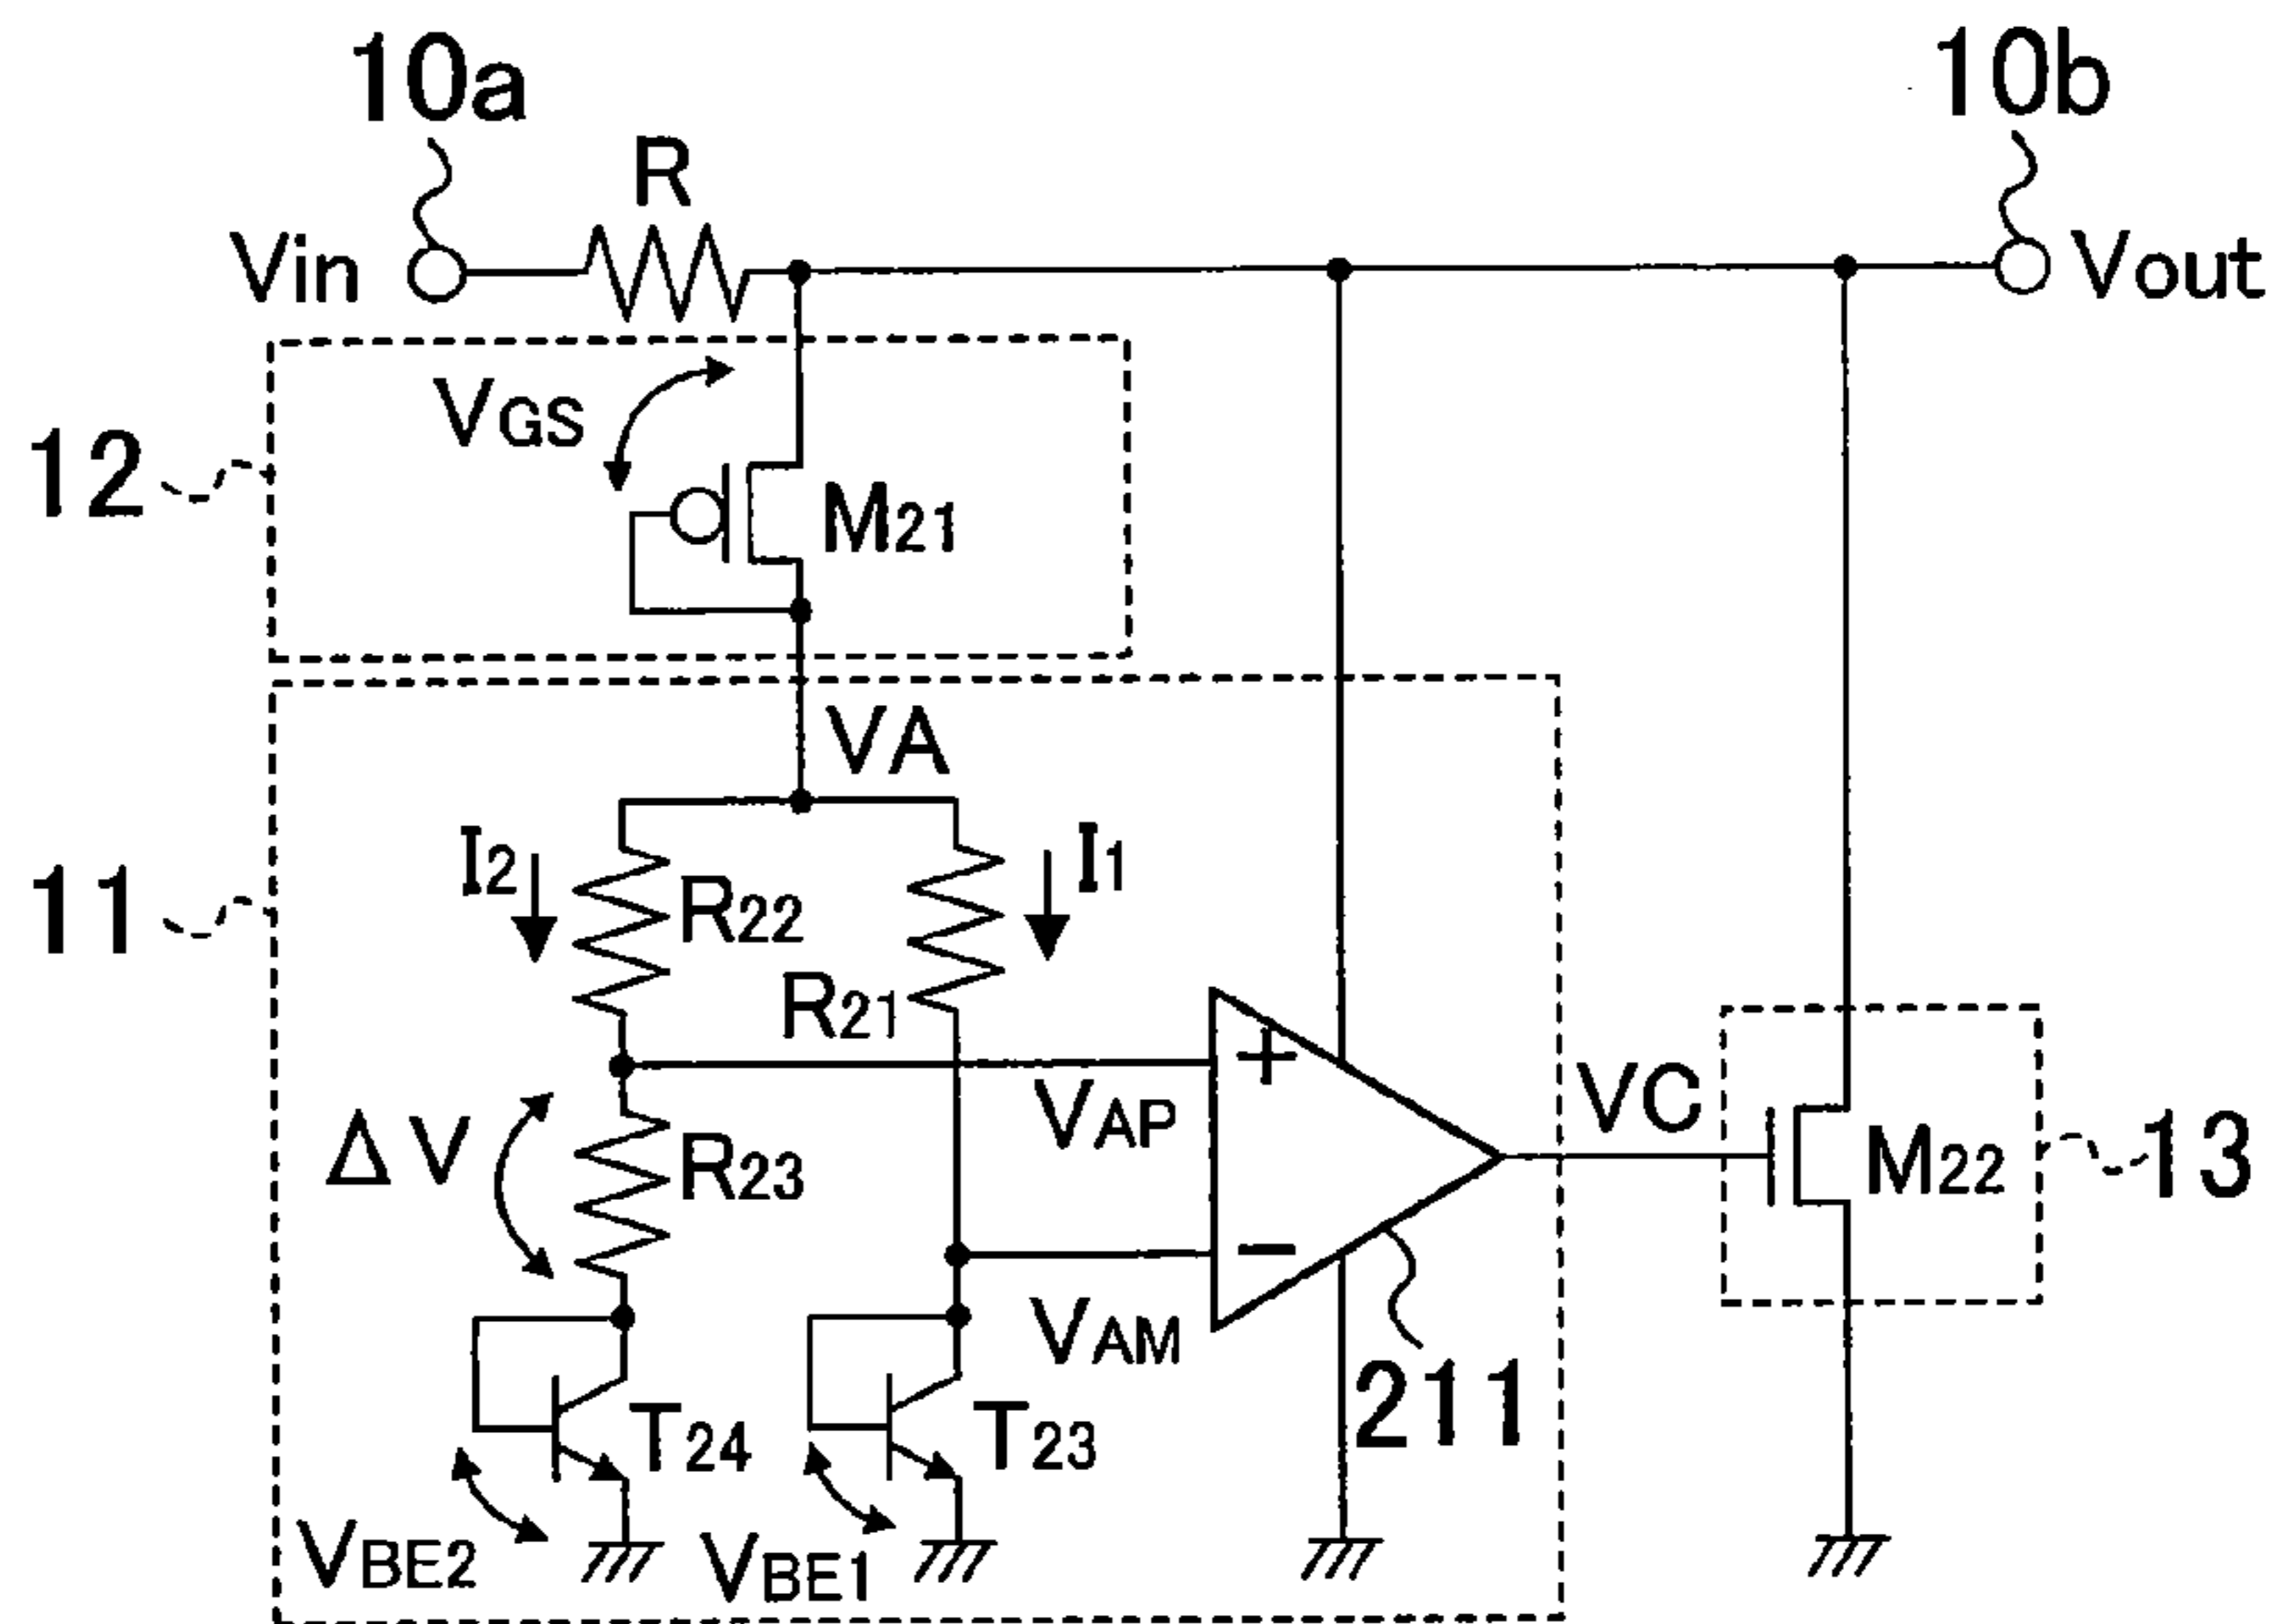 10a
10b
R
Vin
Vout
VGS
12
M21
VA
I2
I1
R22
11
R21
+
VAP
VC
ΔV
R23
M22
13
−
VAM
211
T24
T23
VBE2
VBE1